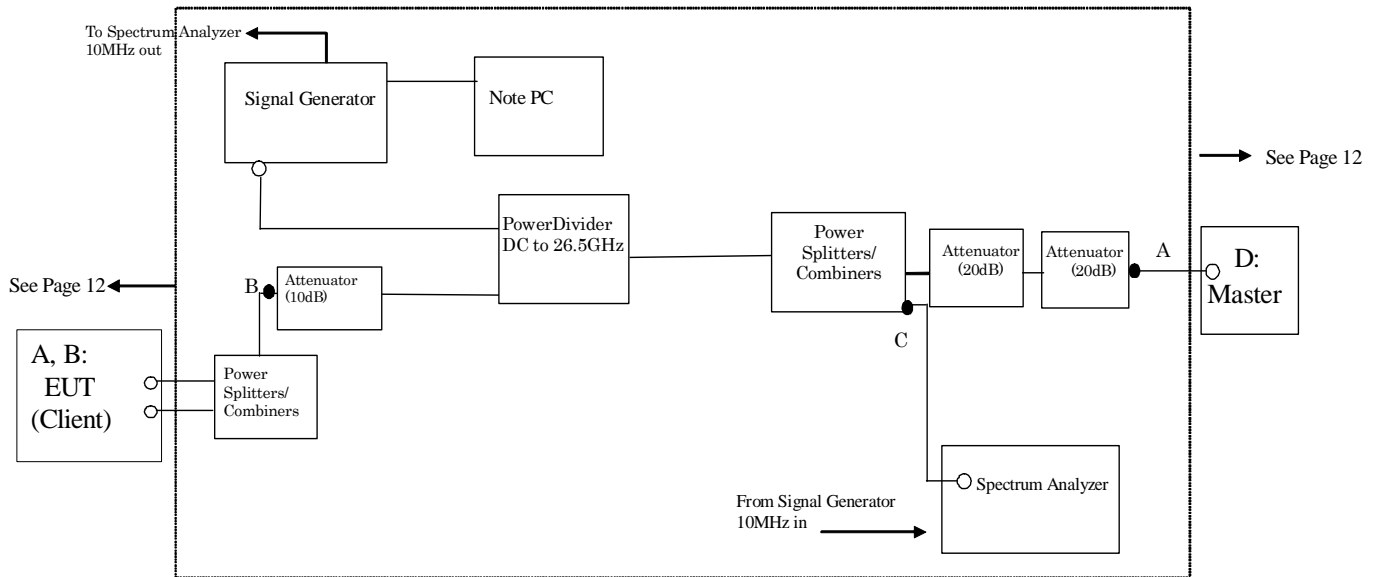 To Spectrum Analyzer
10MHz out
Signal Generator
Note PC
See Page 12
PowerDivider
DC to 26.5GHz
Power
Splitters/
Combiners
Attenuator
(20dB)
Attenuator
(20dB)
A
D:
Master
See Page 12
B
Attenuator
(10dB)
C
A, B:
EUT
(Client)
Power
Splitters/
Combiners
Spectrum Analyzer
From Signal Generator
10MHz in